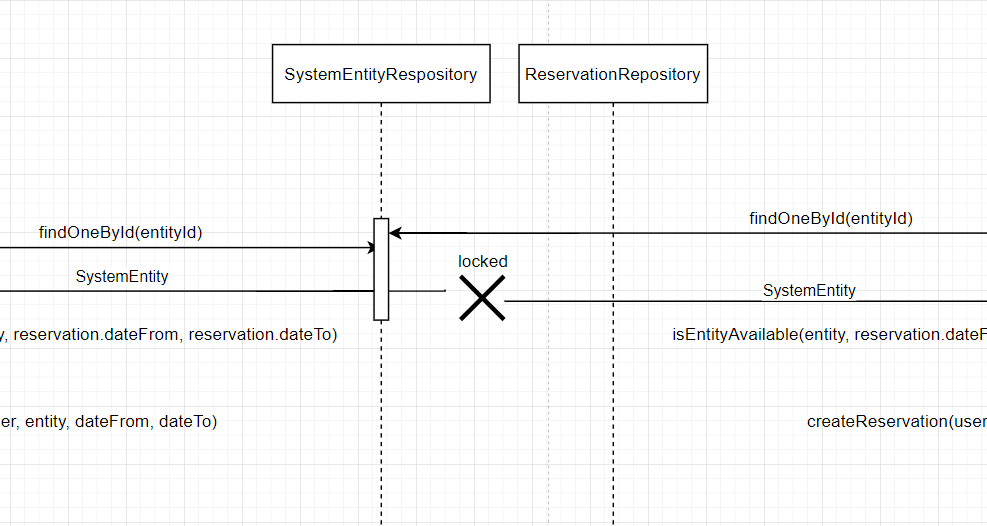 SystemEntityRespository
ReservationRepository
findOneById(entityId)
findOneById(entityId)
locked
SystemEntity
SystemEntity
, reservation.dateFrom, reservation.dateTo)
isEntityAvailable(entity, reservation.dateF
er, entity, dateFrom, dateTo)
createReservation(user